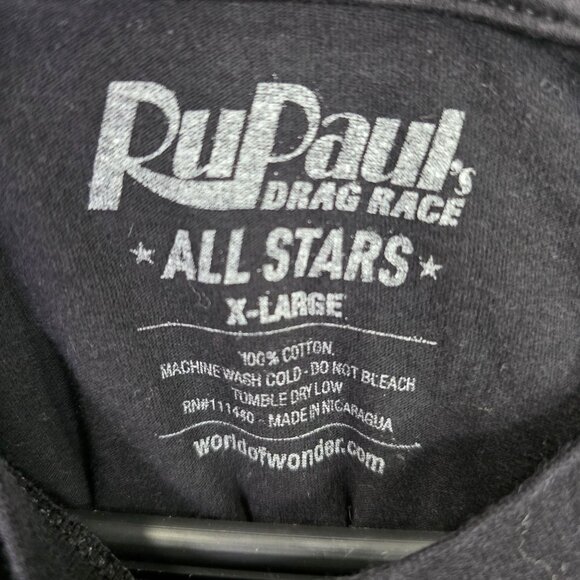 RuPaul's
DRAG RACE
★ ALL STARS ★
X-LARGE
100% COTTON.
MACHINE WASH COLD - DO NOT BLEACH
TUMBLE DRY LOW
RN#111440 - MADE IN NICARAGUA
worldofwonder.com